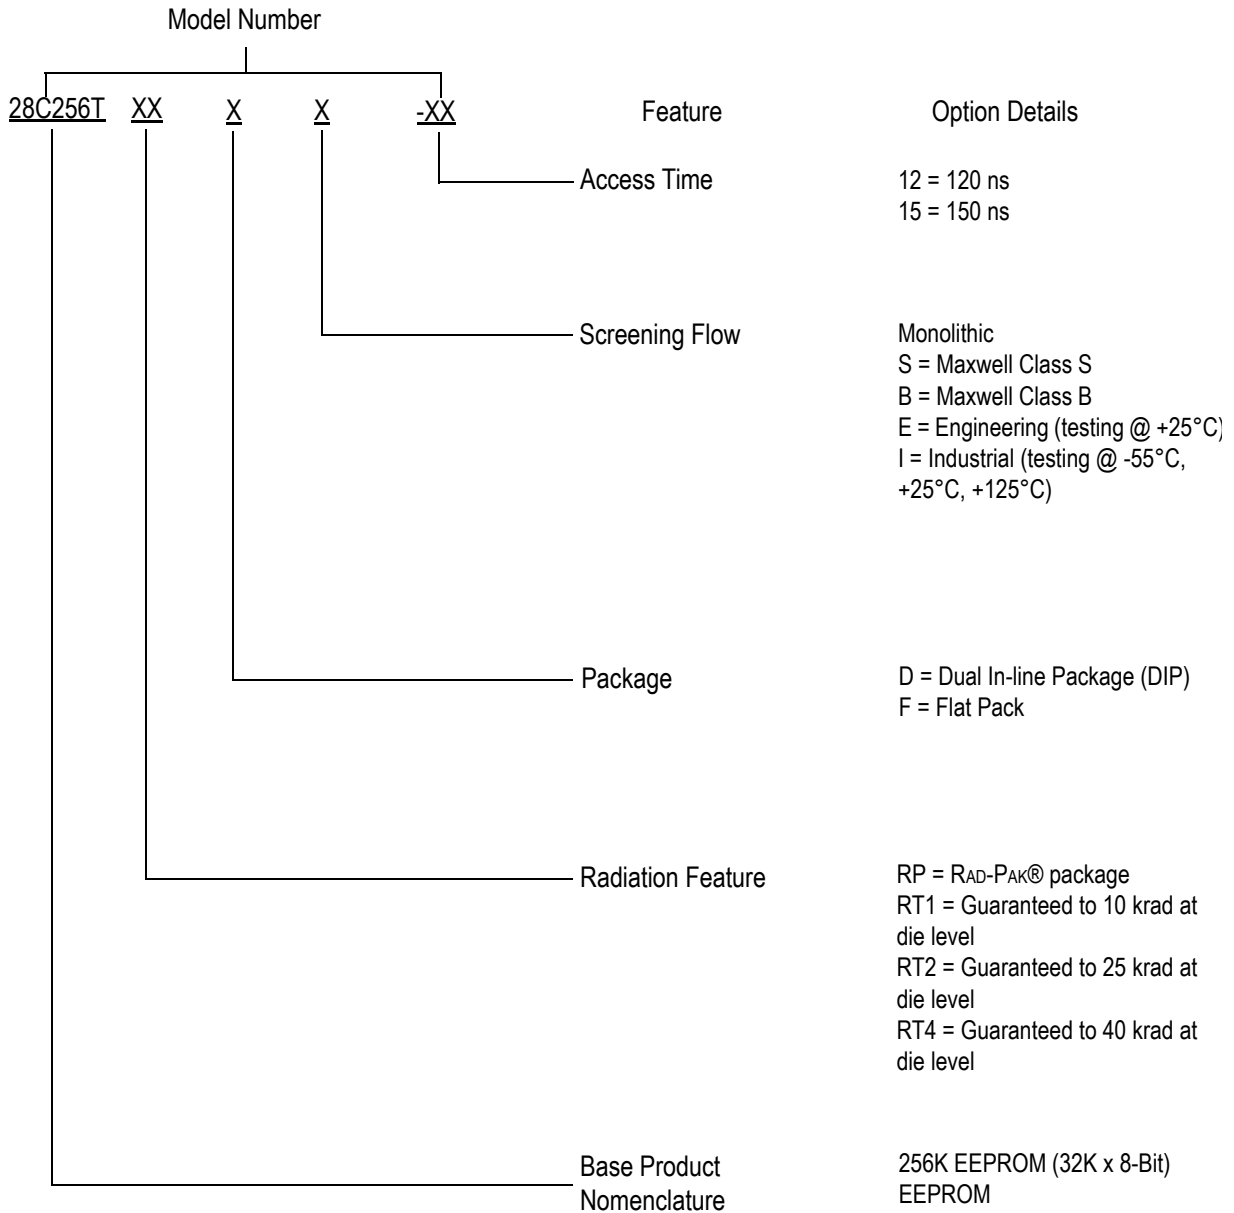 Model Number
28C256T XX X X -XX Feature Option Details
Access Time 12 = 120 ns
15 = 150 ns
Screening Flow Monolithic
S = Maxwell Class S
B = Maxwell Class B
E = Engineering (testing @ +25°C)
I = Industrial (testing @ -55°C,
+25°C, +125°C)
Package D = Dual In-line Package (DIP)
F = Flat Pack
Radiation Feature RP = RAD-PAK® package
RT1 = Guaranteed to 10 krad at
die level
RT2 = Guaranteed to 25 krad at
die level
RT4 = Guaranteed to 40 krad at
die level
Base Product 256K EEPROM (32K x 8-Bit)
Nomenclature EEPROM